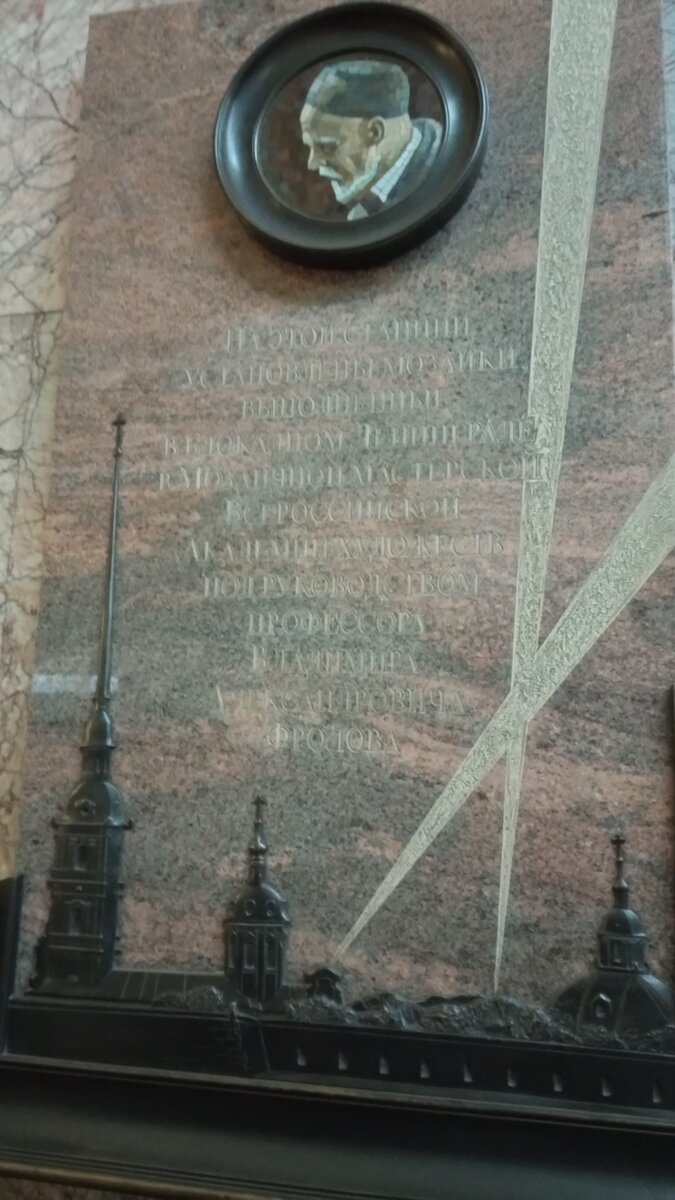 На этой станции
установлены мозаики,
выполненные
в блокадном Ленинграде
в Мозаичной мастерской
Всероссийской
Академии художеств
под руководством
профессора
Владимира
Александровича
Фролова